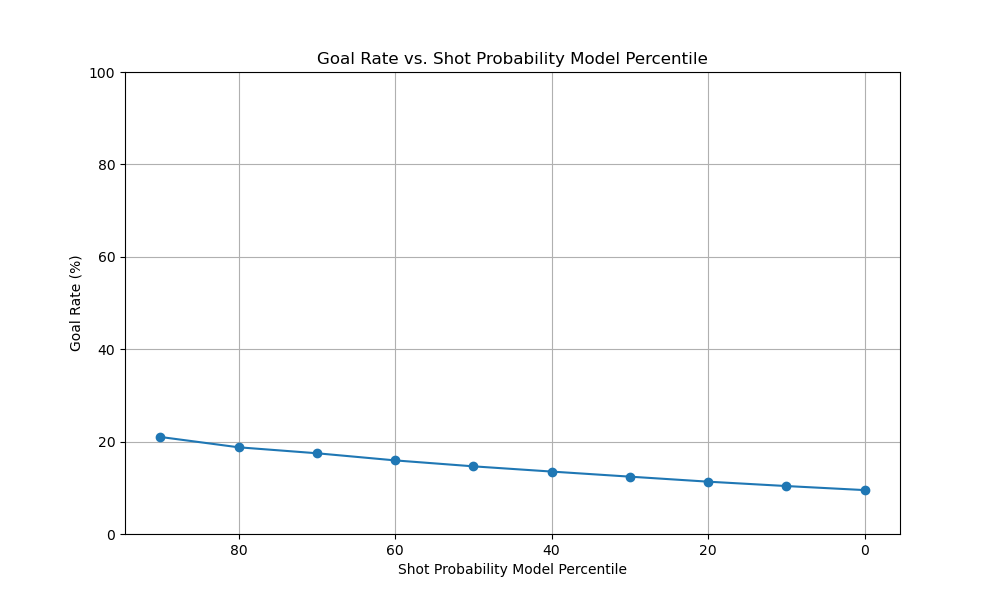 Goal Rate vs. Shot Probability Model Percentile
100
80
60
40
20
0
Goal Rate (%)
80 60 40 20 0
Shot Probability Model Percentile